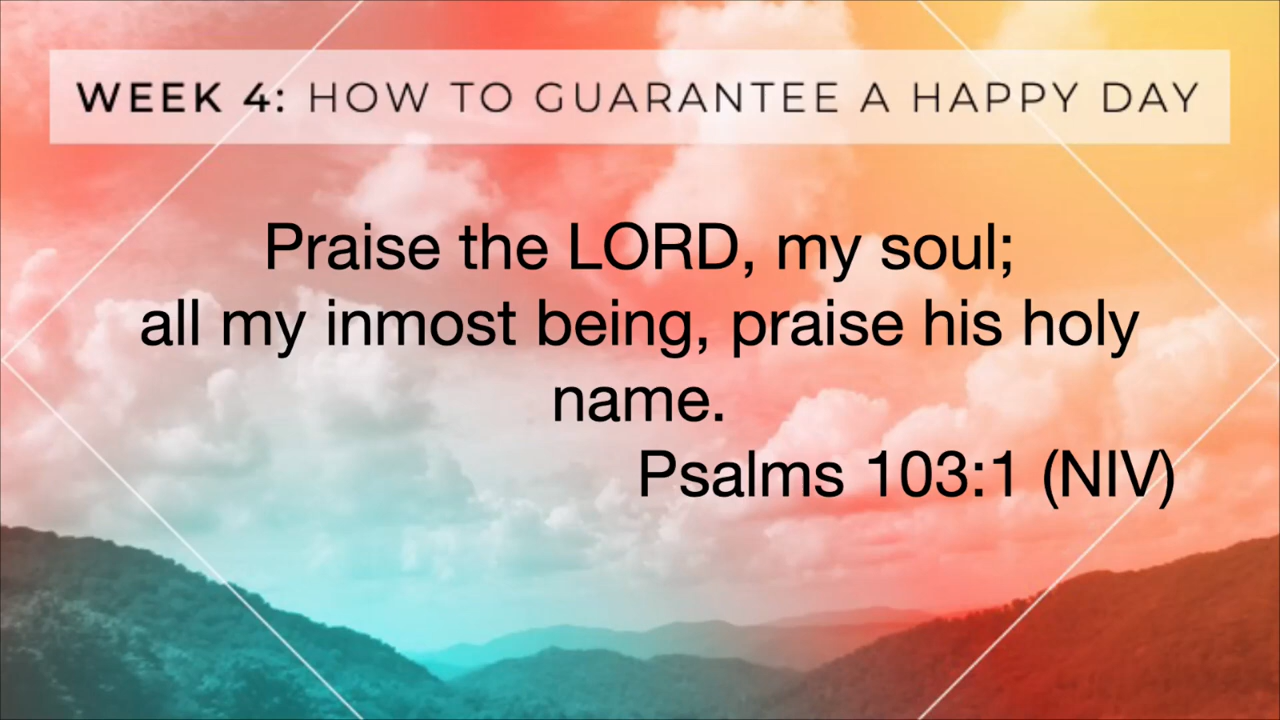 WEEK 4: HOW TO GUARANTEE A HAPPY DAY
Praise the LORD, my soul;
all my inmost being, praise his holy
name.
Psalms 103:1 (NIV)